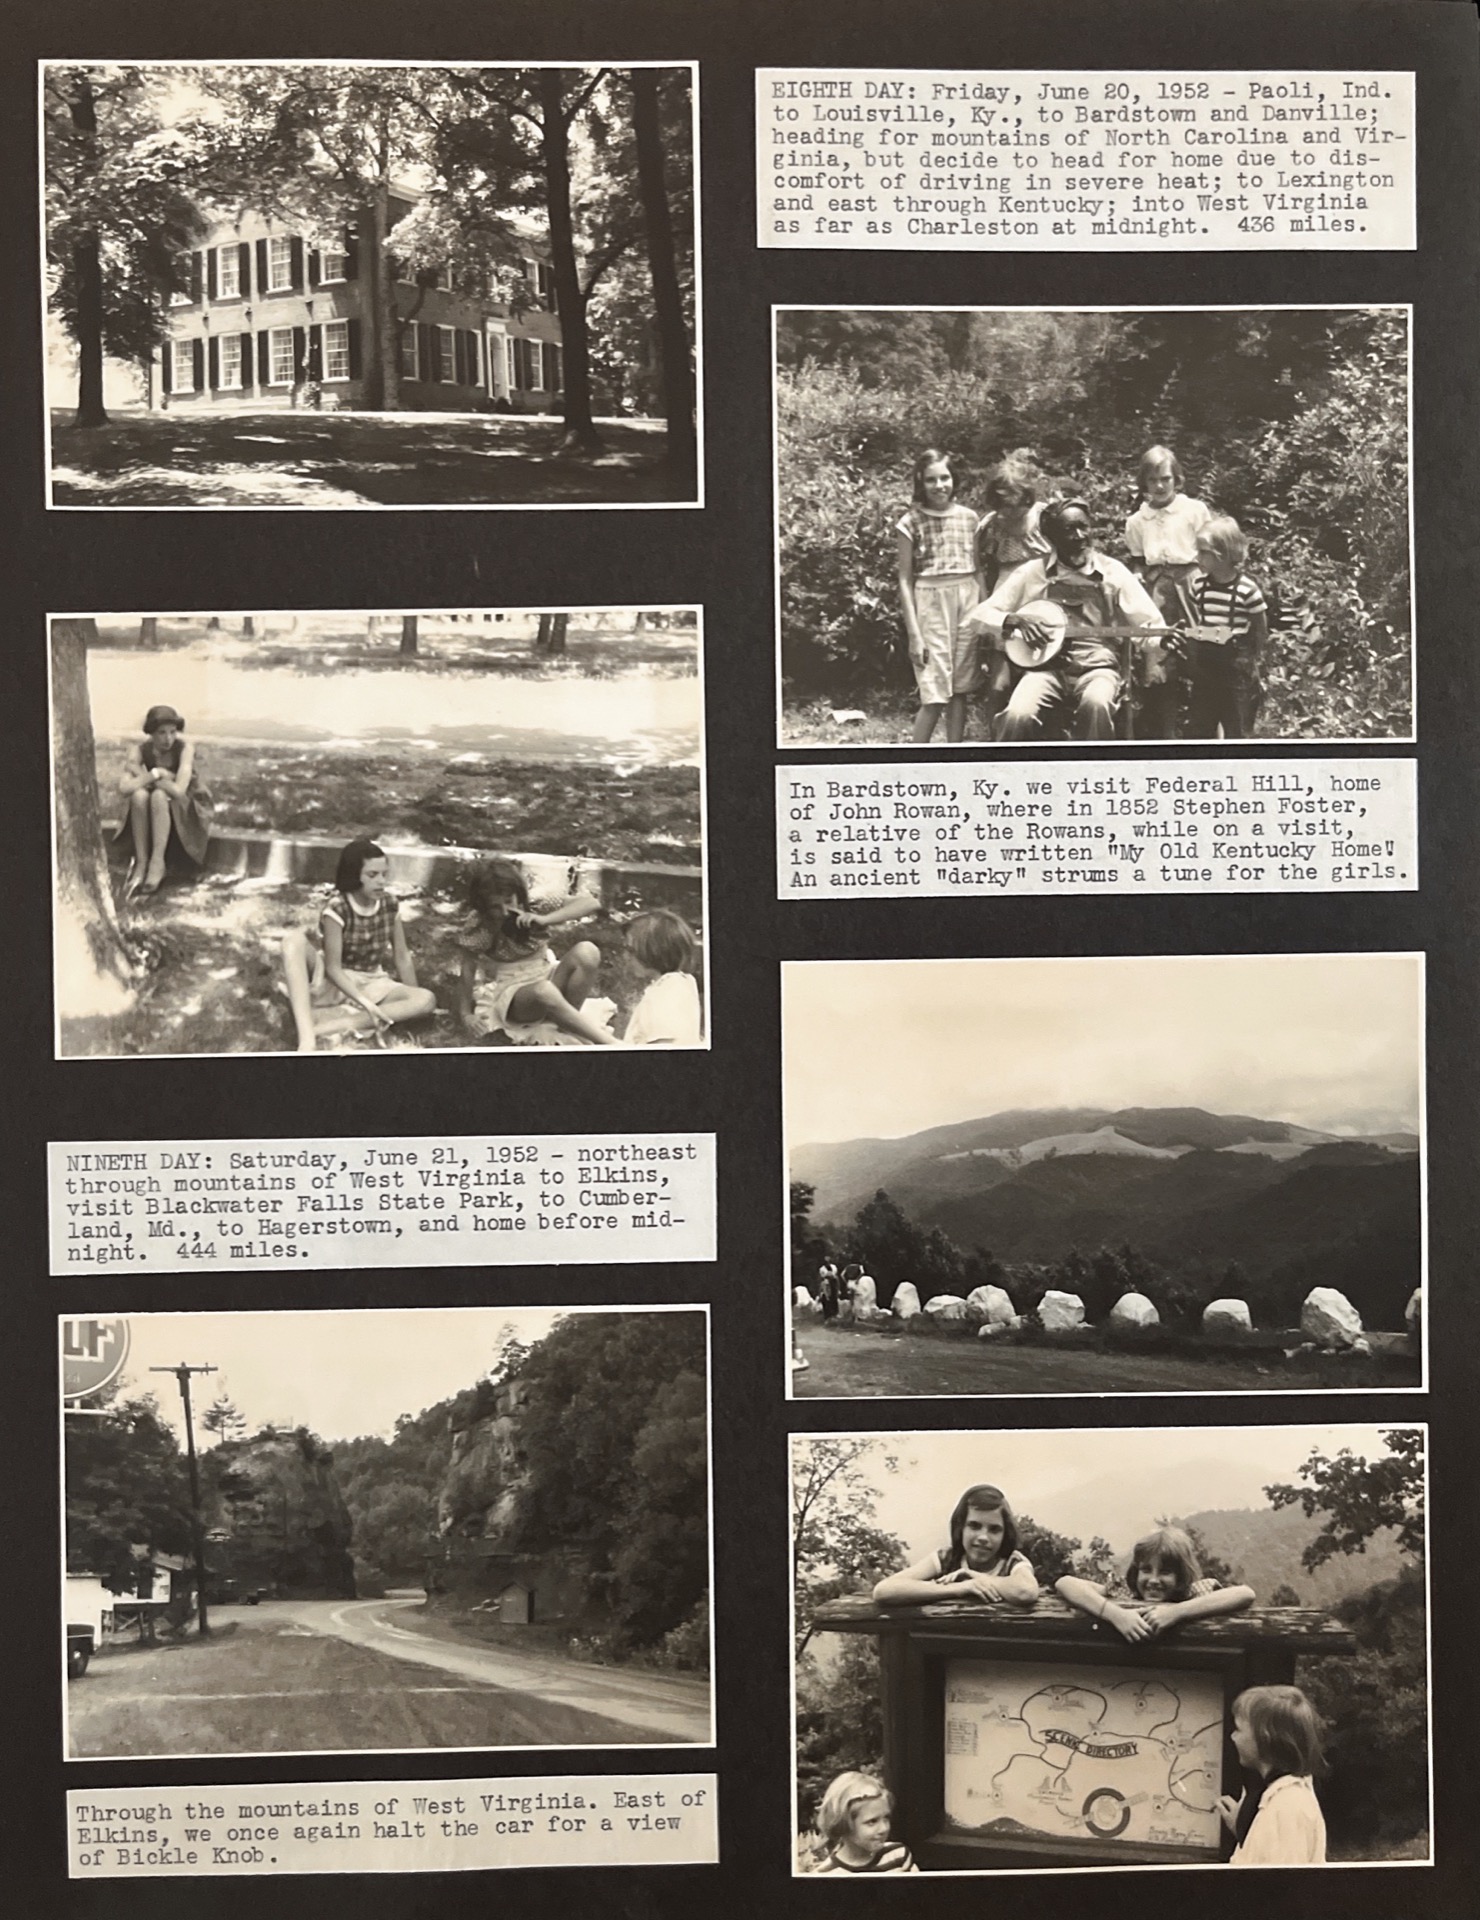 EIGHTH DAY: Friday, June 20, 1952 - Paoli, Ind.
to Louisville, Ky., to Bardstown and Danville;
heading for mountains of North Carolina and Vir-
ginia, but decide to head for home due to dis-
comfort of driving in severe heat; to Lexington
and east through Kentucky; into West Virginia
as far as Charleston at midnight. 436 miles.
In Bardstown, Ky. we visit Federal Hill, home
of John Rowan, where in 1852 Stephen Foster,
a relative of the Rowans, while on a visit,
is said to have written "My Old Kentucky Home"!
An ancient "darky" strums a tune for the girls.
NINETH DAY: Saturday, June 21, 1952 - northeast
through mountains of West Virginia to Elkins,
visit Blackwater Falls State Park, to Cumber-
land, Md., to Hagerstown, and home before mid-
night. 444 miles.
LF
Through the mountains of West Virginia. East of
Elkins, we once again halt the car for a view
of Bickle Knob.
SCENIC DIRECTORY